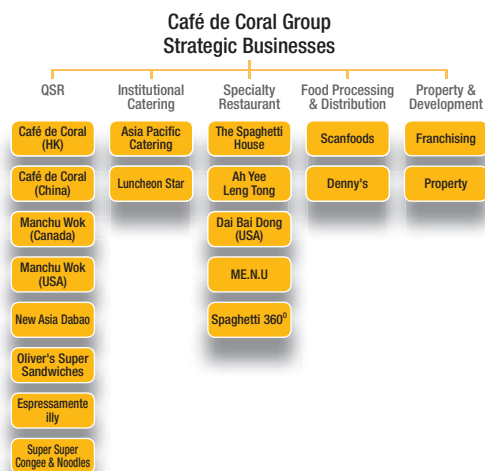 Café de Coral Group
Strategic Businesses
QSR
Café de Coral
(HK)
Café de Coral
(China)
Manchu Wok
(Canada)
Manchu Wok
(USA)
New Asia Dabao
Oliver's Super
Sandwiches
Espressamente
illy
Super Super
Congee & Noodles
Institutional
Catering
Asia Pacific
Catering
Luncheon Star
Specialty
Restaurant
The Spaghetti
House
Ah Yee
Leng Tong
Dai Bai Dong
(USA)
ME.N.U
Spaghetti 360⁰
Food Processing
& Distribution
Scanfoods
Denny's
Property &
Development
Franchising
Property